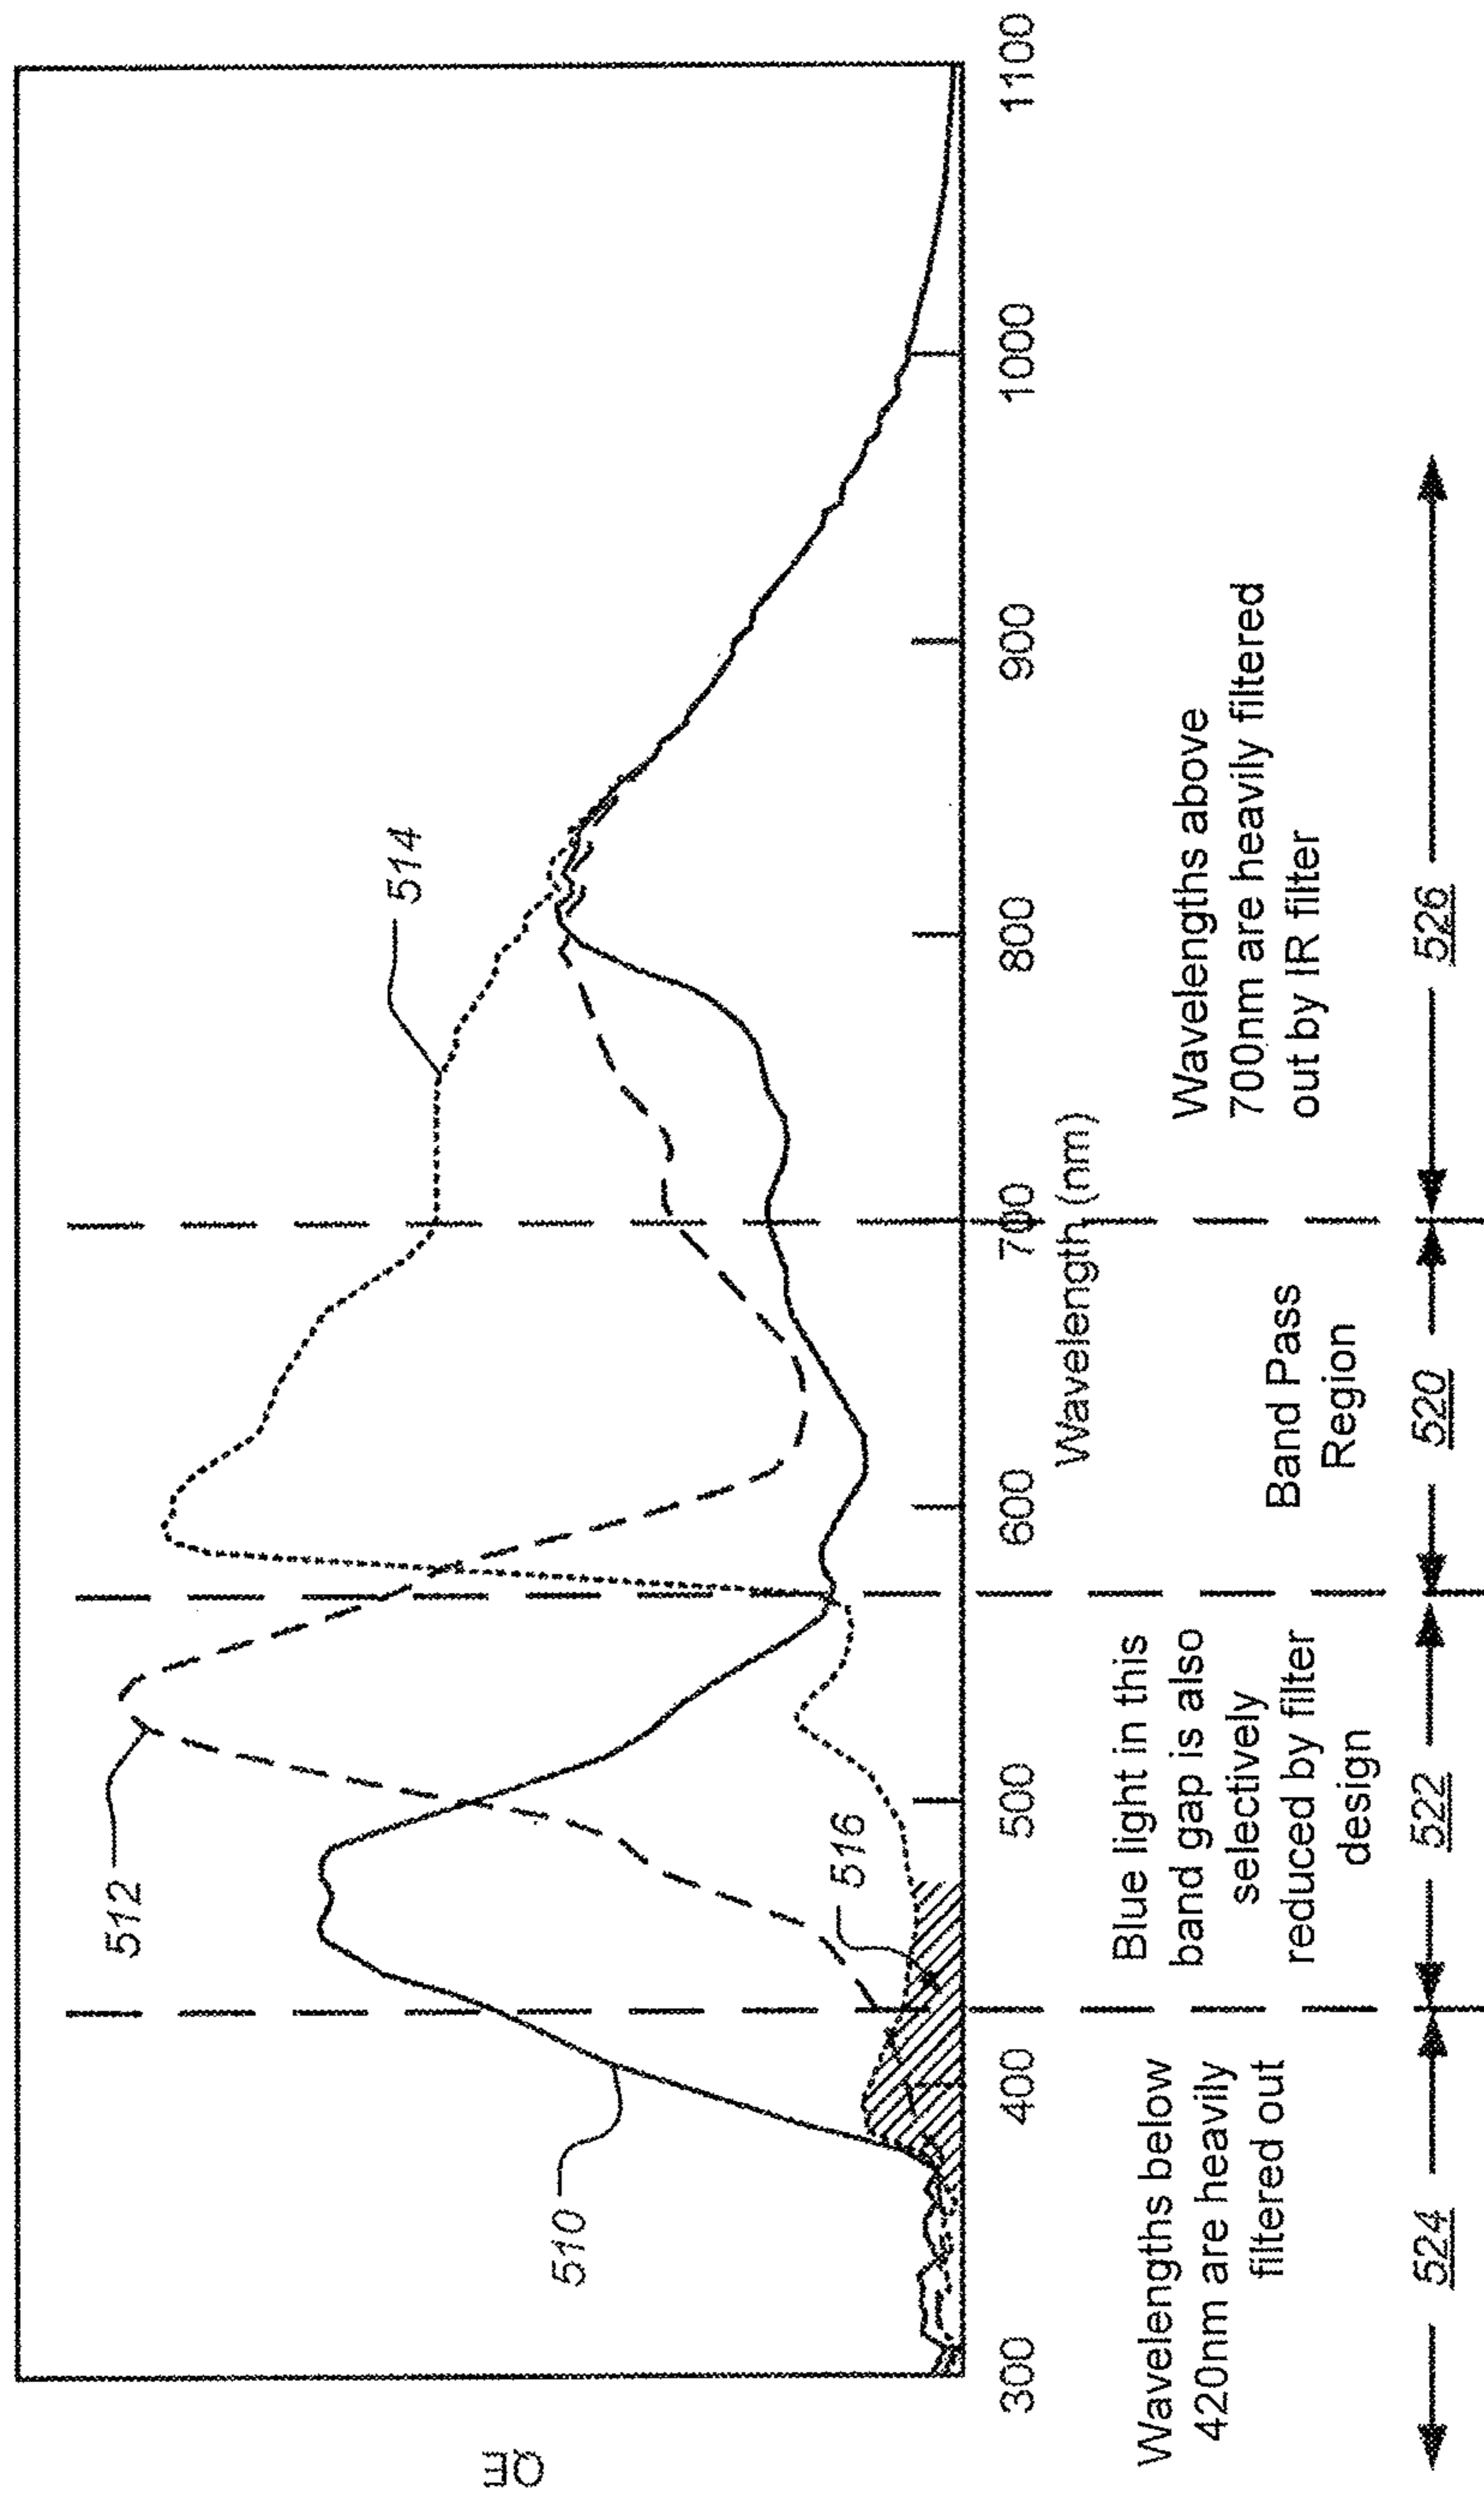 QE
512
510
514
516
300
400
500
600
700
800
900
1000
1100
Wavelength (nm)
Wavelengths below
420nm are heavily
filtered out
524
Blue light in this
band gap is also
selectively
reduced by filter
design
522
Band Pass
Region
520
Wavelengths above
700nm are heavily filtered
out by IR filter
526